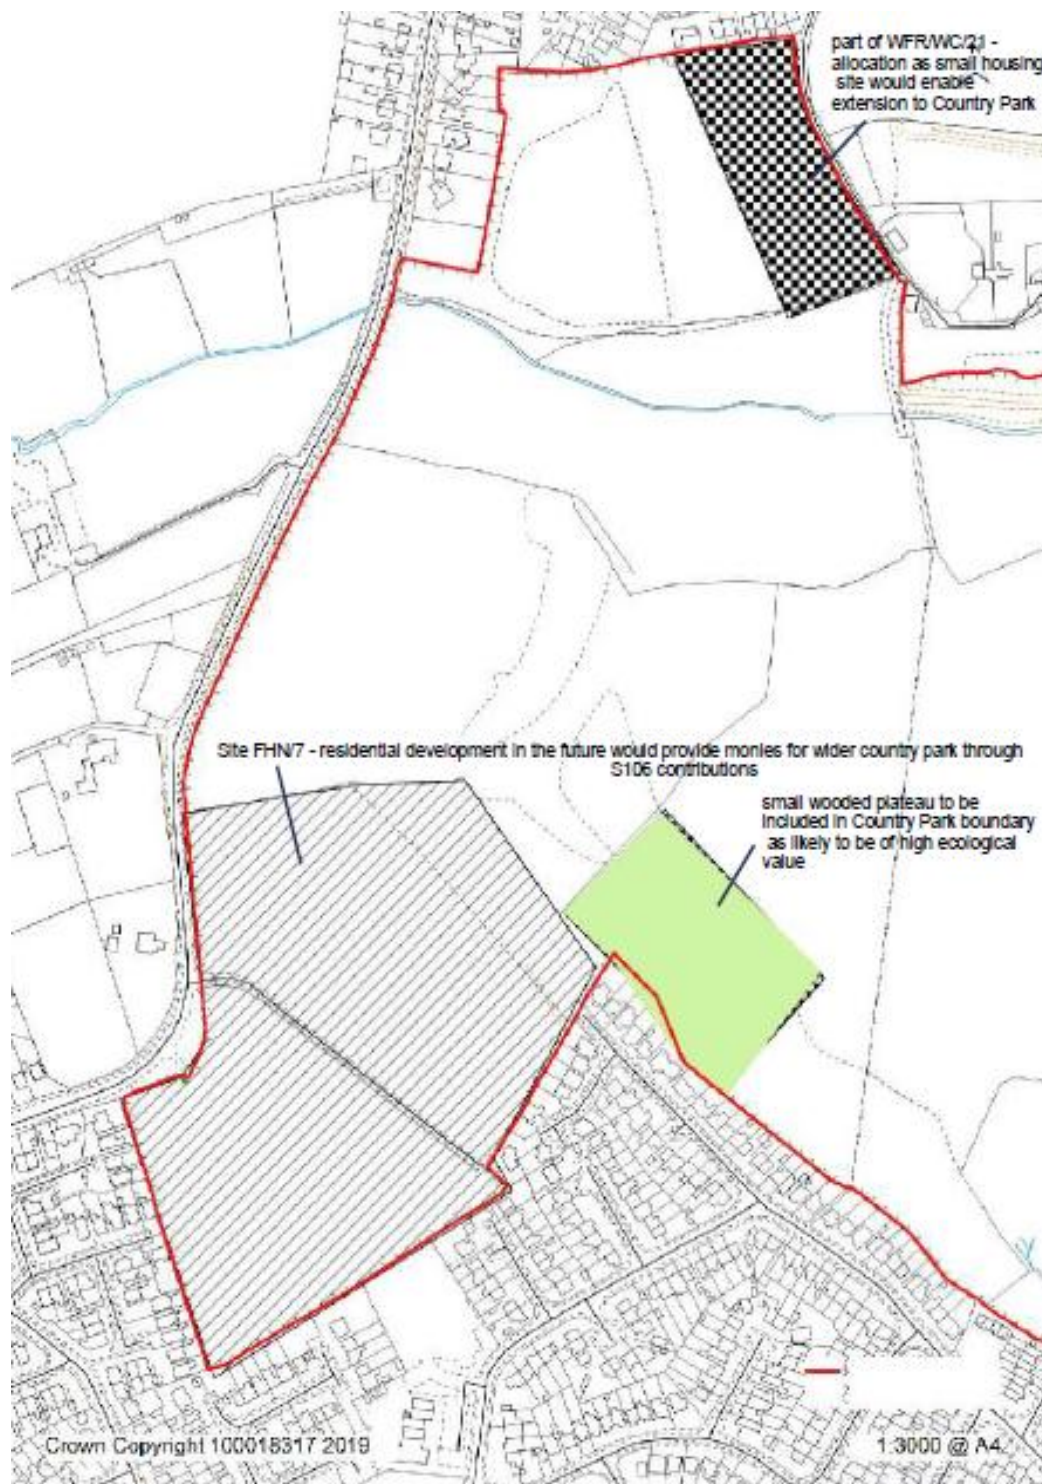 part of WFR/WC/21 -
allocation as small housing
site would enable
extension to Country Park
Site FHN/7 - residential development in the future would provide monies for wider country park through
S106 contributions
small wooded plateau to be
included in Country Park boundary
as likely to be of high ecological
value
Crown Copyright 100018317 2019
1:3000 @ A4